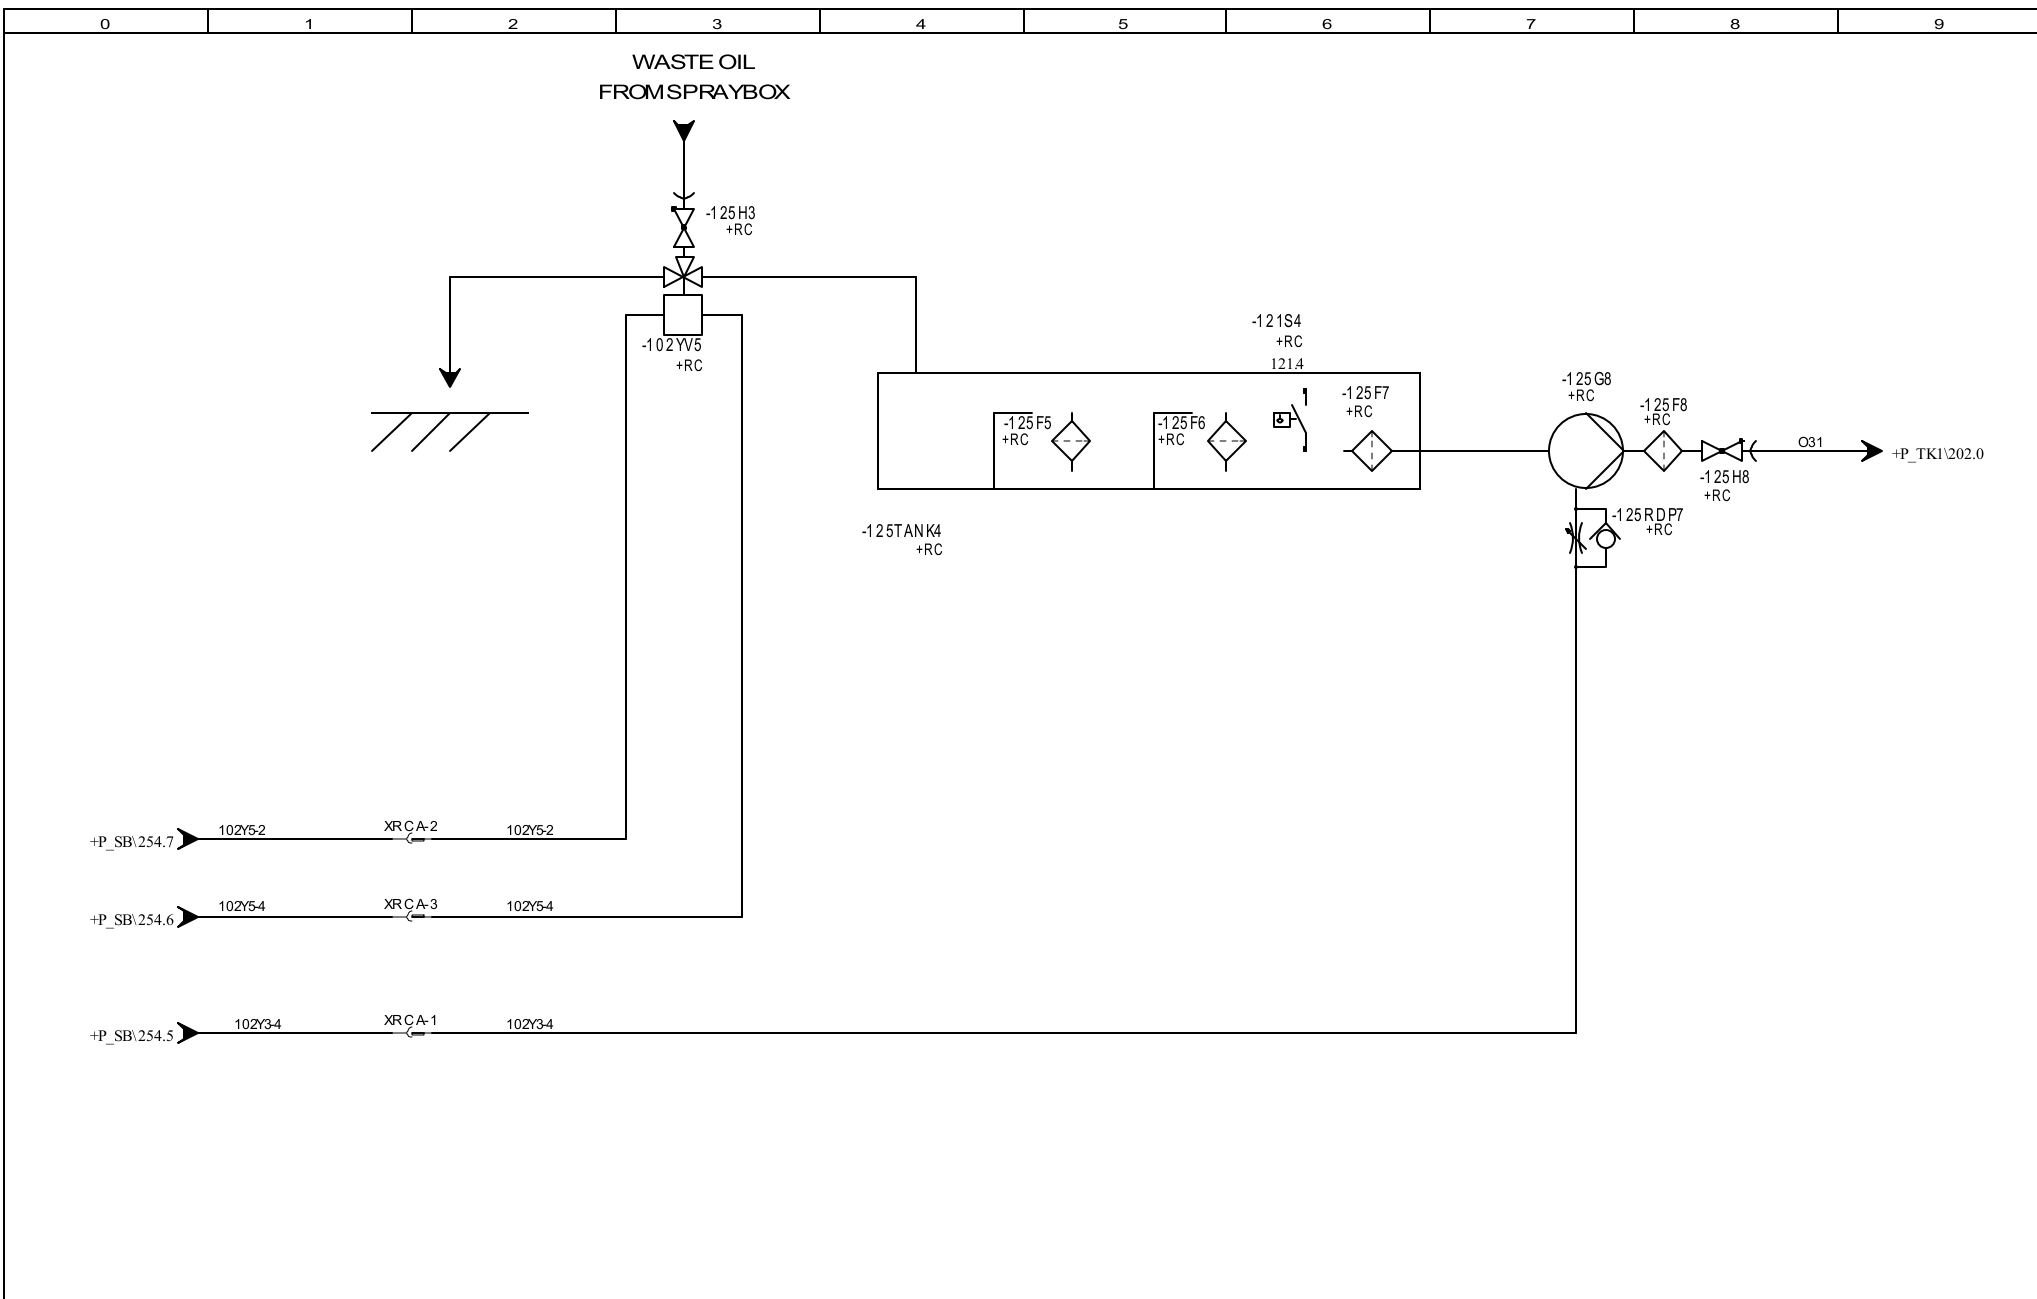 0 1 2 3 4 5 6 7 8 9
WASTE OIL
FROM SPRAYBOX
-125H3
+RC
-102YV5
+RC
-121S4
+RC
121.4
-125F5
+RC
-125F6
+RC
-125F7
+RC
-125G8
+RC
-125F8
+RC
-125H8
+RC
O31
+P_TK1\202.0
-125RDP7
+RC
-125TANK4
+RC
+P_SB\254.7
102Y5-2
XRCA-2
102Y5-2
+P_SB\254.6
102Y5-4
XRCA-3
102Y5-4
+P_SB\254.5
102Y3-4
XRCA-1
102Y3-4